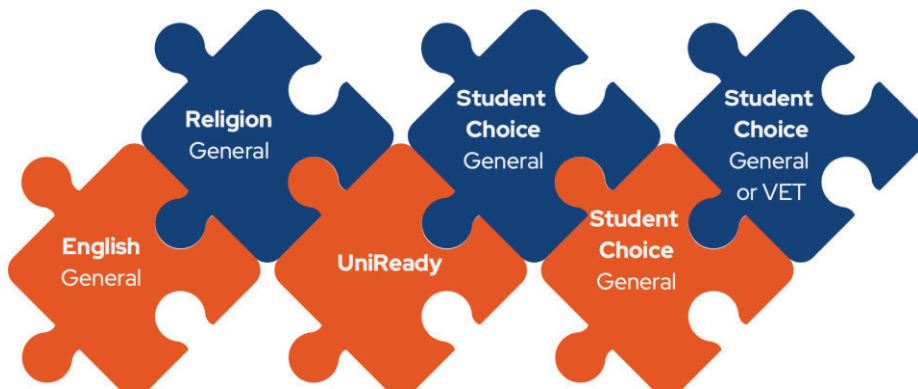 Religion
General
Student
Choice
General
Student
Choice
General
or VET
English
General
UniReady
Student
Choice
General